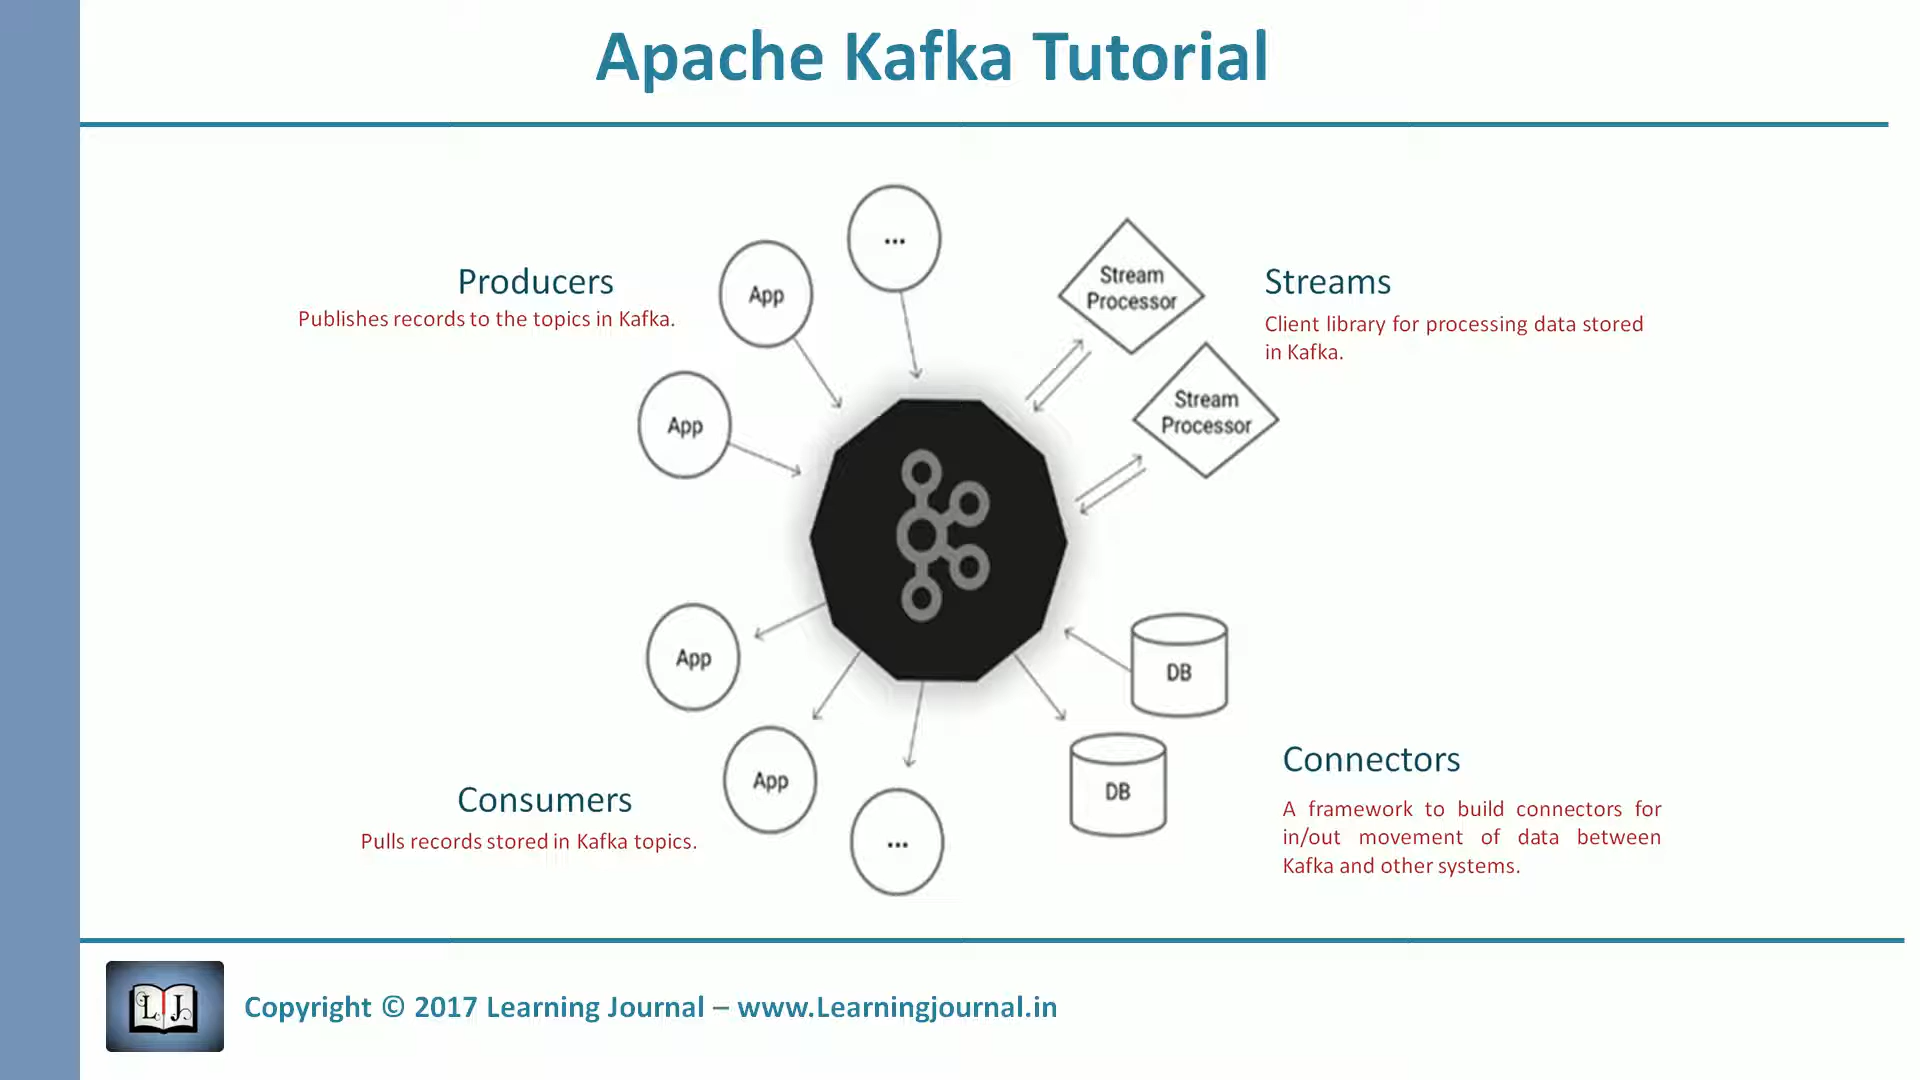 Apache Kafka Tutorial
Producers
Publishes records to the topics in Kafka.
App
...
App
Stream
Processor
Stream
Processor
Streams
Client library for processing data stored
in Kafka.
App
App
...
Consumers
Pulls records stored in Kafka topics.
DB
DB
Connectors
A framework to build connectors for
in/out movement of data between
Kafka and other systems.
LJ
Copyright © 2017 Learning Journal – www.Learningjournal.in